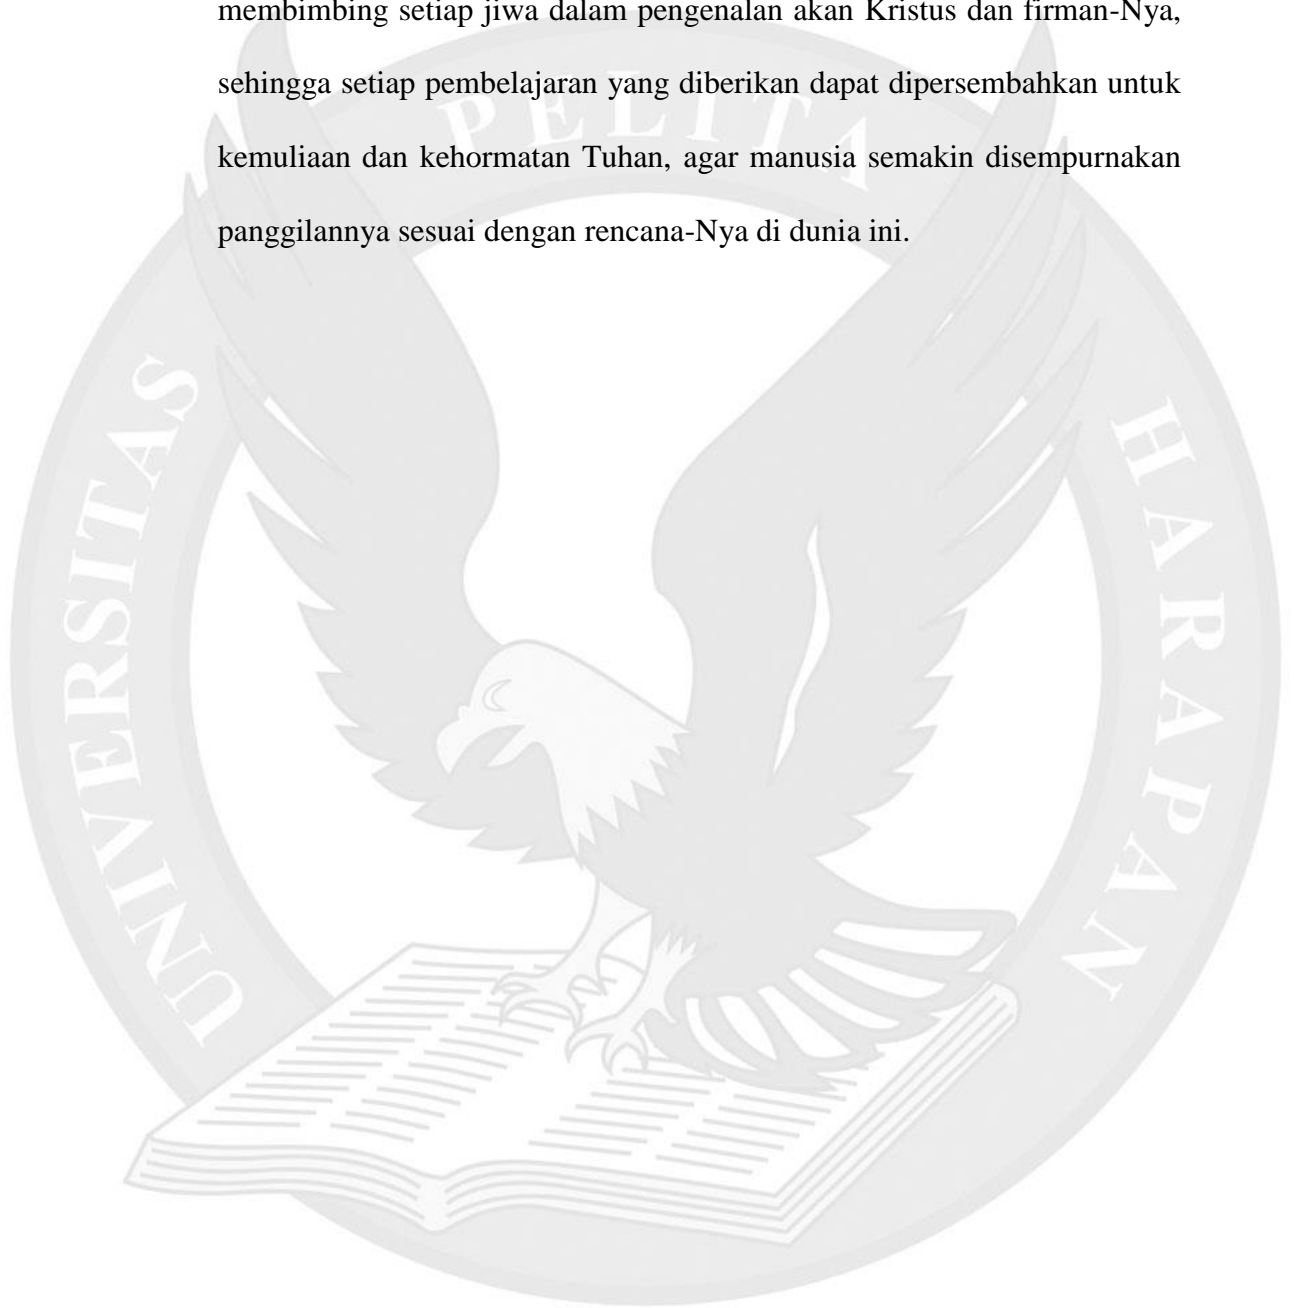 membimbing setiap jiwa dalam pengenalan akan Kristus dan firman-Nya,
sehingga setiap pembelajaran yang diberikan dapat dipersembahkan untuk
kemuliaan dan kehormatan Tuhan, agar manusia semakin disempurnakan
panggilannya sesuai dengan rencana-Nya di dunia ini.
UNIVERSITAS
PELITA
HARAPAN